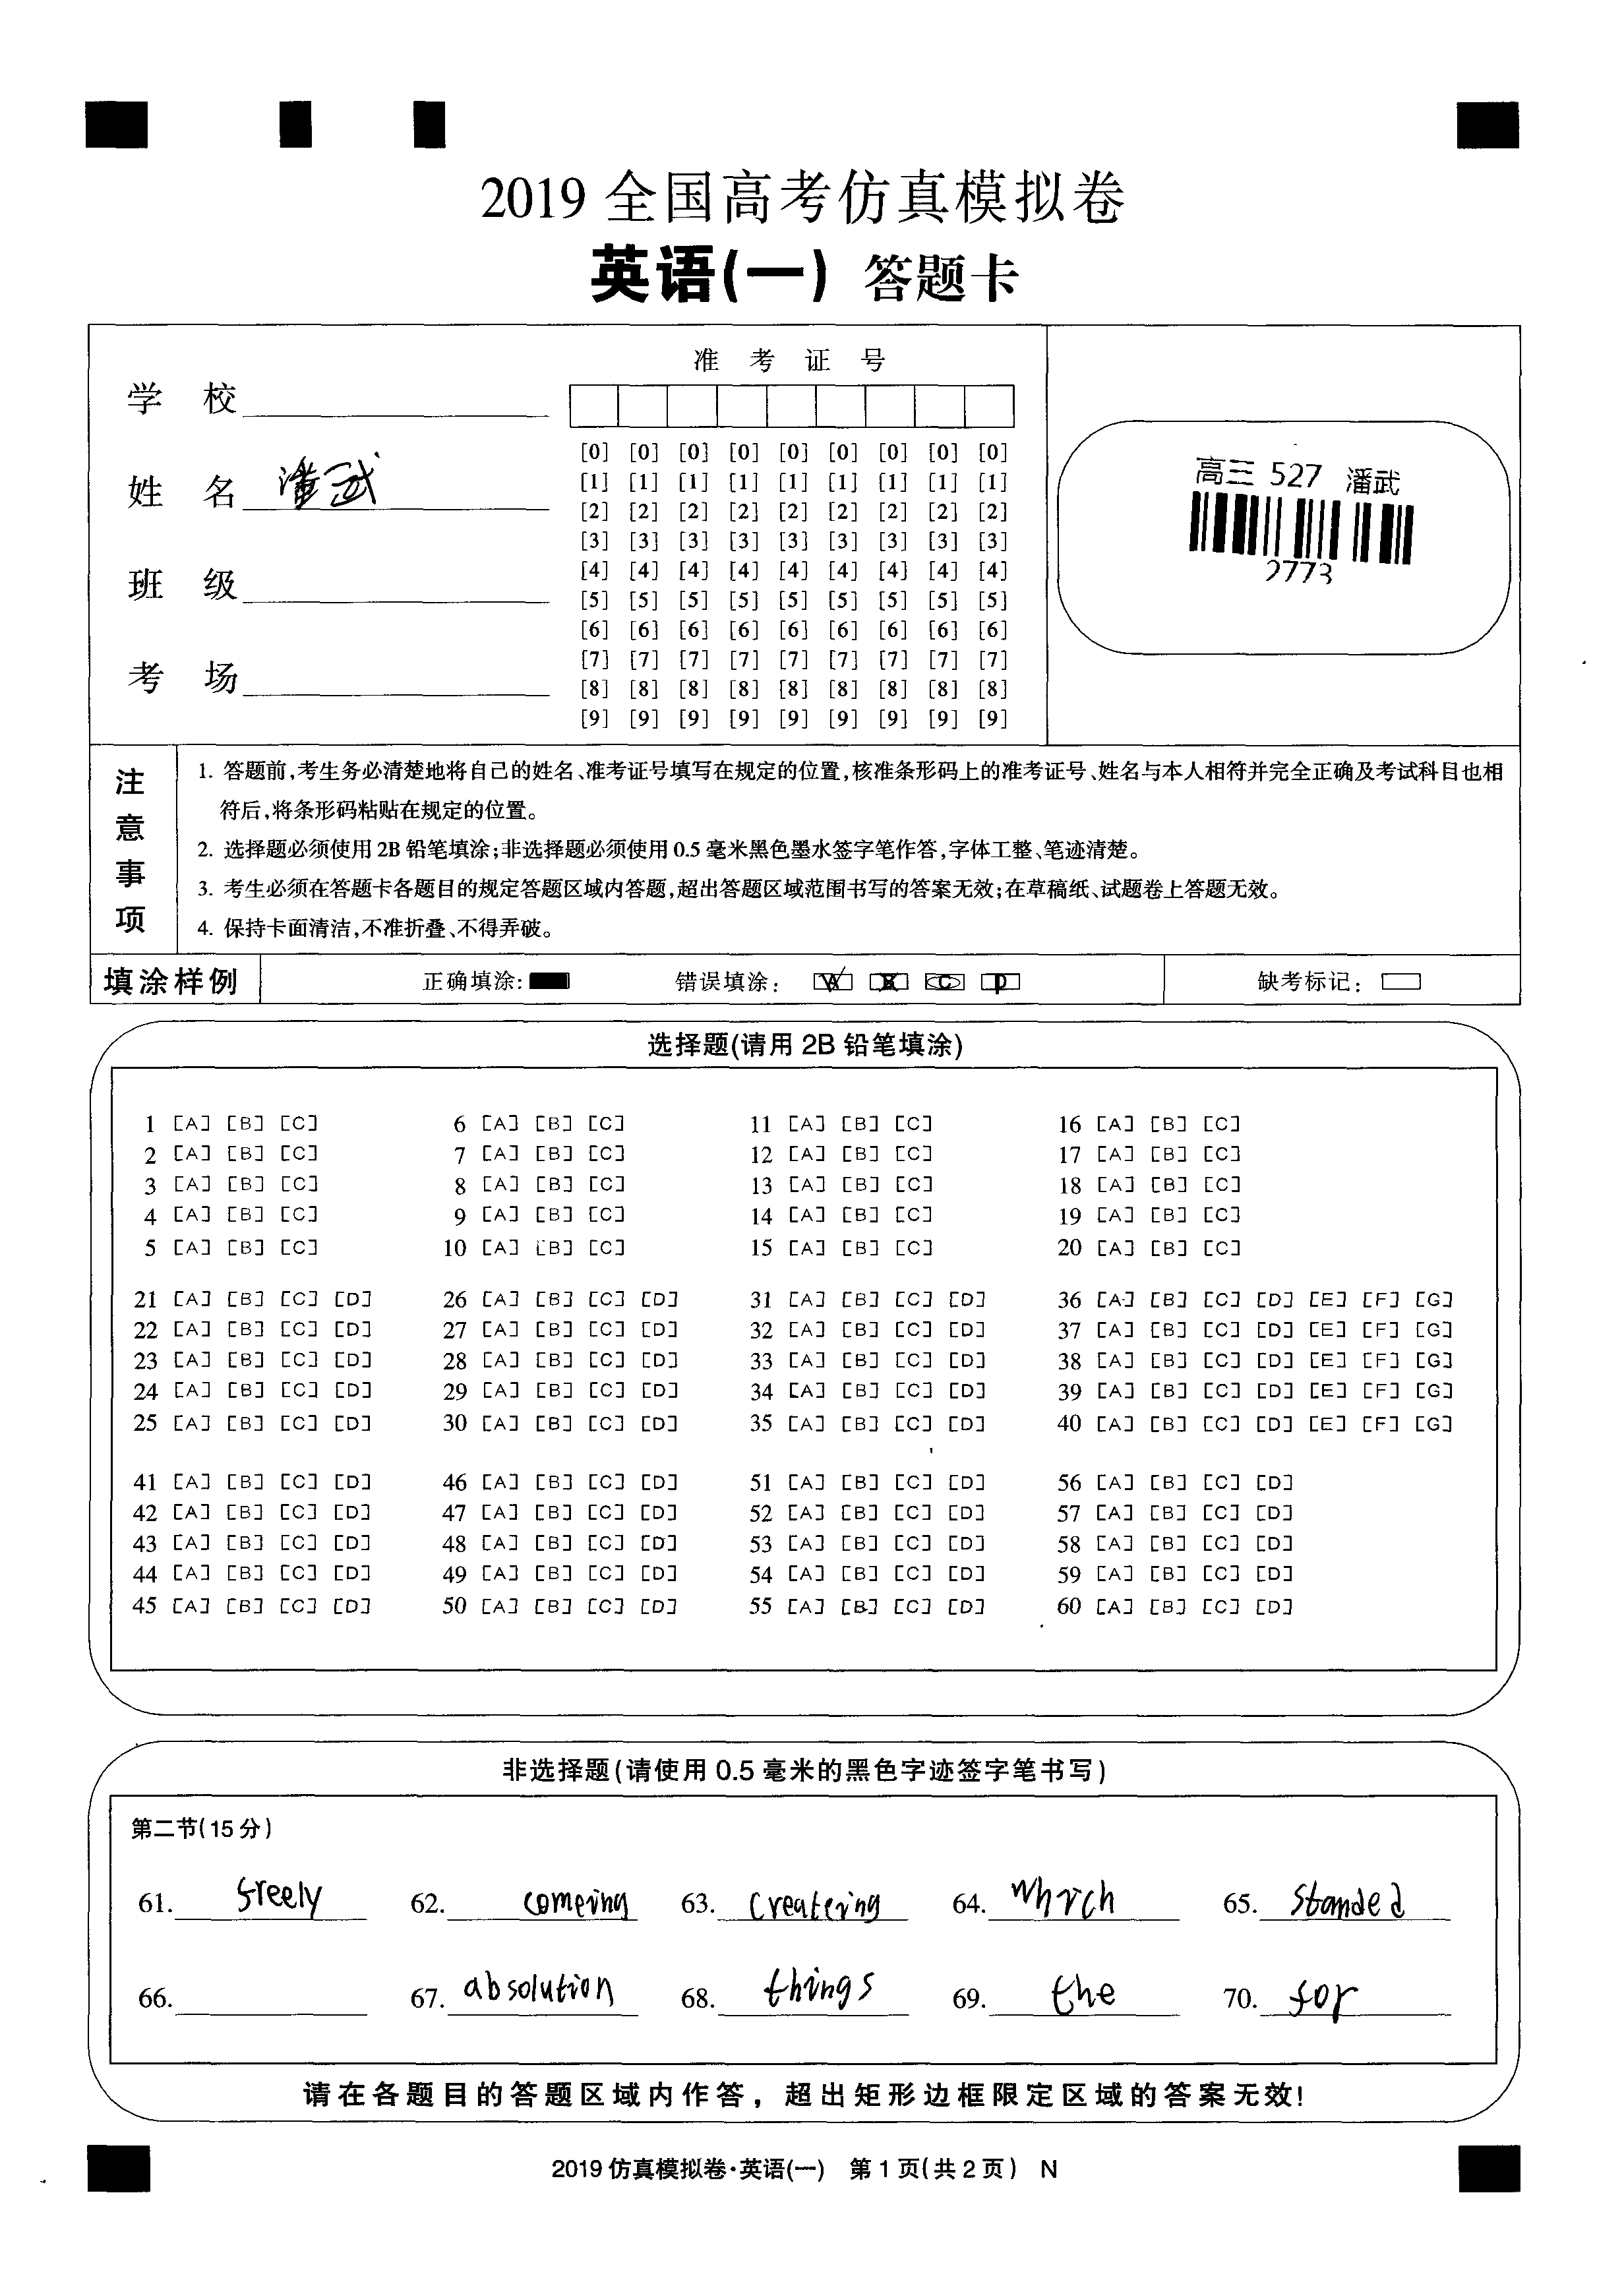 2019 全国高考仿真模拟卷
英语(一) 答题卡
准 考 证 号
学 校
姓 名 潘武
班 级
考 场
[0] [0] [0] [0] [0] [0] [0] [0] [0]
[1] [1] [1] [1] [1] [1] [1] [1] [1]
[2] [2] [2] [2] [2] [2] [2] [2] [2]
[3] [3] [3] [3] [3] [3] [3] [3] [3]
[4] [4] [4] [4] [4] [4] [4] [4] [4]
[5] [5] [5] [5] [5] [5] [5] [5] [5]
[6] [6] [6] [6] [6] [6] [6] [6] [6]
[7] [7] [7] [7] [7] [7] [7] [7] [7]
[8] [8] [8] [8] [8] [8] [8] [8] [8]
[9] [9] [9] [9] [9] [9] [9] [9] [9]
高三 527 潘武
2773
注意事项
1. 答题前,考生务必清楚地将自己的姓名、准考证号填写在规定的位置,核准条形码上的准考证号、姓名与本人相符并完全正确及考试科目也相
符后,将条形码粘贴在规定的位置。
2. 选择题必须使用 2B 铅笔填涂;非选择题必须使用 0.5 毫米黑色墨水签字笔作答,字体工整、笔迹清楚。
3. 考生必须在答题卡各题目的规定答题区域内答题,超出答题区域范围书写的答案无效;在草稿纸、试题卷上答题无效。
4. 保持卡面清洁,不准折叠、不得弄破。
填涂样例 正确填涂: 错误填涂: A B C D 缺考标记:
选择题(请用 2B 铅笔填涂)
1 [A] [B] [C] 6 [A] [B] [C] 11 [A] [B] [C] 16 [A] [B] [C]
2 [A] [B] [C] 7 [A] [B] [C] 12 [A] [B] [C] 17 [A] [B] [C]
3 [A] [B] [C] 8 [A] [B] [C] 13 [A] [B] [C] 18 [A] [B] [C]
4 [A] [B] [C] 9 [A] [B] [C] 14 [A] [B] [C] 19 [A] [B] [C]
5 [A] [B] [C] 10 [A] [B] [C] 15 [A] [B] [C] 20 [A] [B] [C]
21 [A] [B] [C] [D] 26 [A] [B] [C] [D] 31 [A] [B] [C] [D] 36 [A] [B] [C] [D] [E] [F] [G]
22 [A] [B] [C] [D] 27 [A] [B] [C] [D] 32 [A] [B] [C] [D] 37 [A] [B] [C] [D] [E] [F] [G]
23 [A] [B] [C] [D] 28 [A] [B] [C] [D] 33 [A] [B] [C] [D] 38 [A] [B] [C] [D] [E] [F] [G]
24 [A] [B] [C] [D] 29 [A] [B] [C] [D] 34 [A] [B] [C] [D] 39 [A] [B] [C] [D] [E] [F] [G]
25 [A] [B] [C] [D] 30 [A] [B] [C] [D] 35 [A] [B] [C] [D] 40 [A] [B] [C] [D] [E] [F] [G]
41 [A] [B] [C] [D] 46 [A] [B] [C] [D] 51 [A] [B] [C] [D] 56 [A] [B] [C] [D]
42 [A] [B] [C] [D] 47 [A] [B] [C] [D] 52 [A] [B] [C] [D] 57 [A] [B] [C] [D]
43 [A] [B] [C] [D] 48 [A] [B] [C] [D] 53 [A] [B] [C] [D] 58 [A] [B] [C] [D]
44 [A] [B] [C] [D] 49 [A] [B] [C] [D] 54 [A] [B] [C] [D] 59 [A] [B] [C] [D]
45 [A] [B] [C] [D] 50 [A] [B] [C] [D] 55 [A] [B] [C] [D] 60 [A] [B] [C] [D]
非选择题(请使用 0.5 毫米的黑色字迹签字笔书写)
第二节(15 分)
61. freely 62. comeing 63. createing 64. which 65. standed
66. 67. absolution 68. things 69. the 70. for
请在各题目的答题区域内作答，超出矩形边框限定区域的答案无效!
2019 仿真模拟卷·英语(一) 第 1 页(共 2 页) N